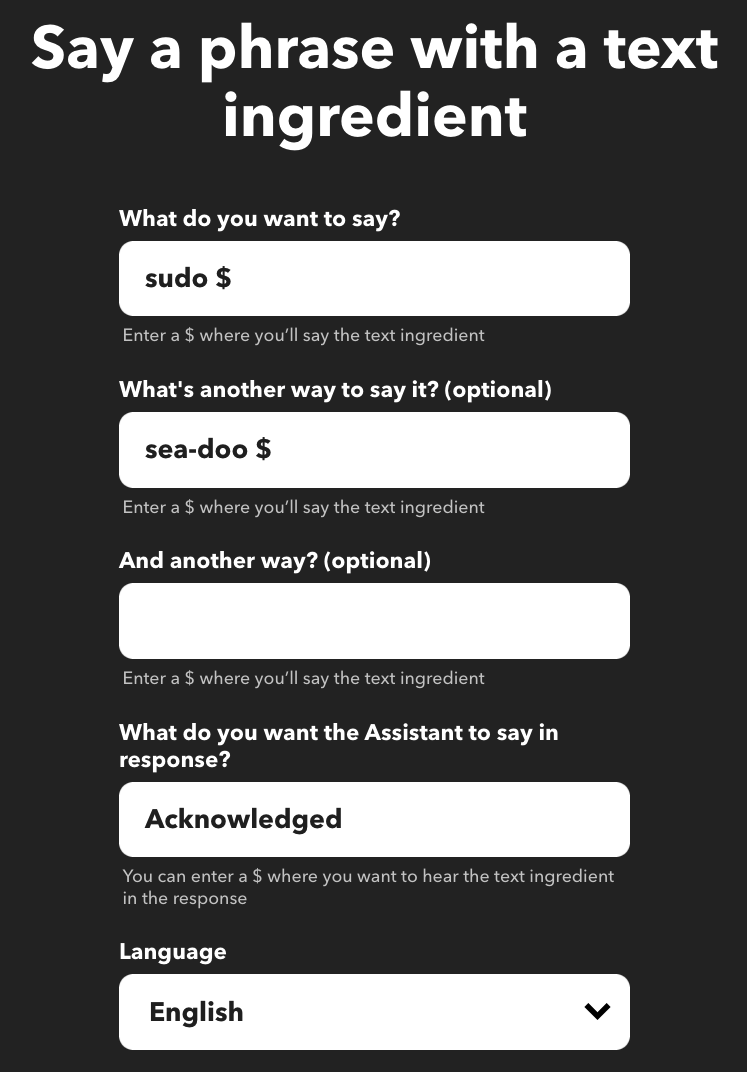 Say a phrase with a text
ingredient
What do you want to say?
sudo $
Enter a $ where you’ll say the text ingredient
What's another way to say it? (optional)
sea-doo $
Enter a $ where you’ll say the text ingredient
And another way? (optional)
Enter a $ where you’ll say the text ingredient
What do you want the Assistant to say in
response?
Acknowledged
You can enter a $ where you want to hear the text ingredient
in the response
Language
English